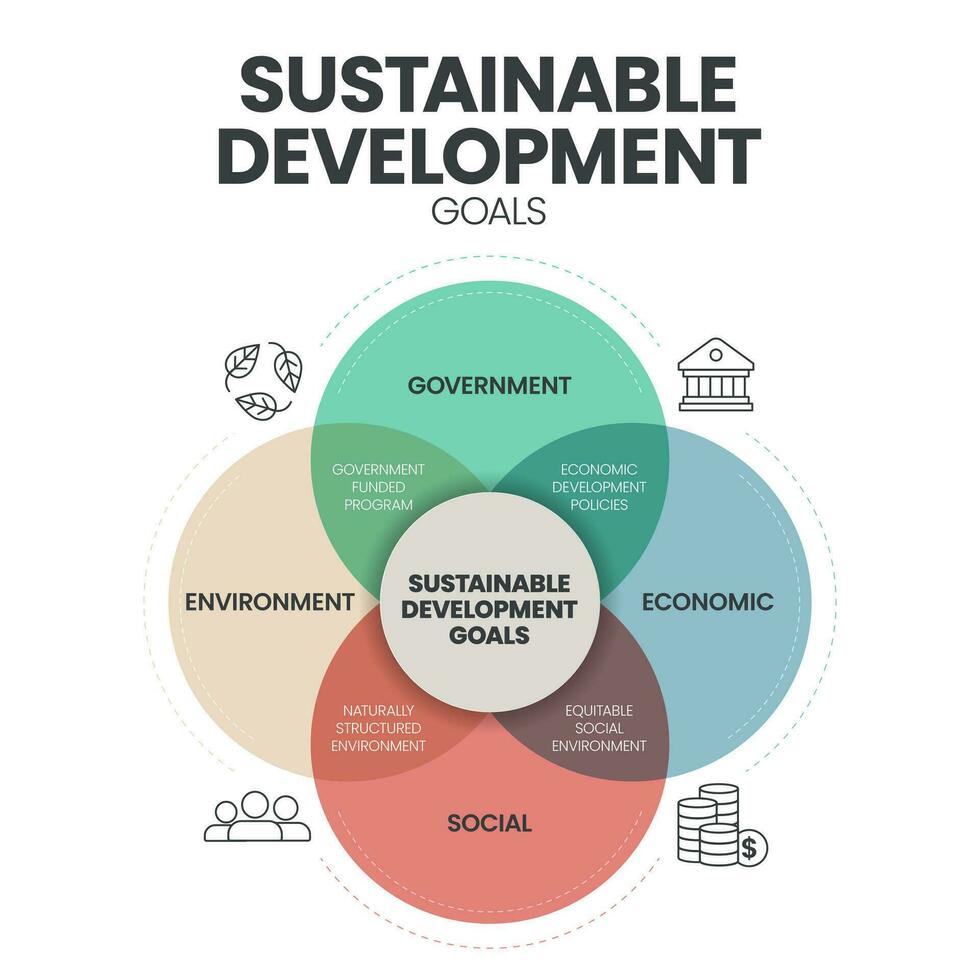 SUSTAINABLE
DEVELOPMENT
GOALS
GOVERNMENT
GOVERNMENT
FUNDED
PROGRAM
ECONOMIC
DEVELOPMENT
POLICIES
ENVIRONMENT
SUSTAINABLE
DEVELOPMENT
GOALS
ECONOMIC
NATURALLY
STRUCTURED
ENVIRONMENT
EQUITABLE
SOCIAL
ENVIRONMENT
SOCIAL
$